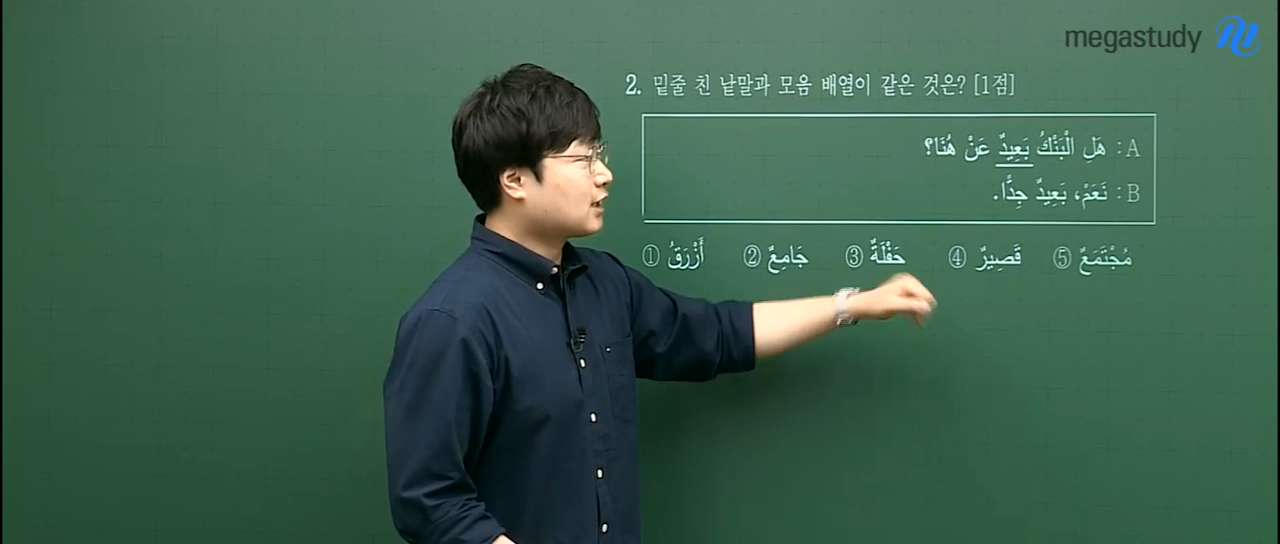 megastudy
2. 밑줄 친 낱말과 모음 배열이 같은 것은? [1점]
A : هَلِ الْبَنْكُ بَعِيدٌ عَنْ هُنَا؟
B : نَعَمْ، بَعِيدٌ جِدًّا.
① أَزْرَقُ ② جَامِعٌ ③ حَفْلَةٌ ④ قَصِيرٌ ⑤ مُجْتَمَعٌ